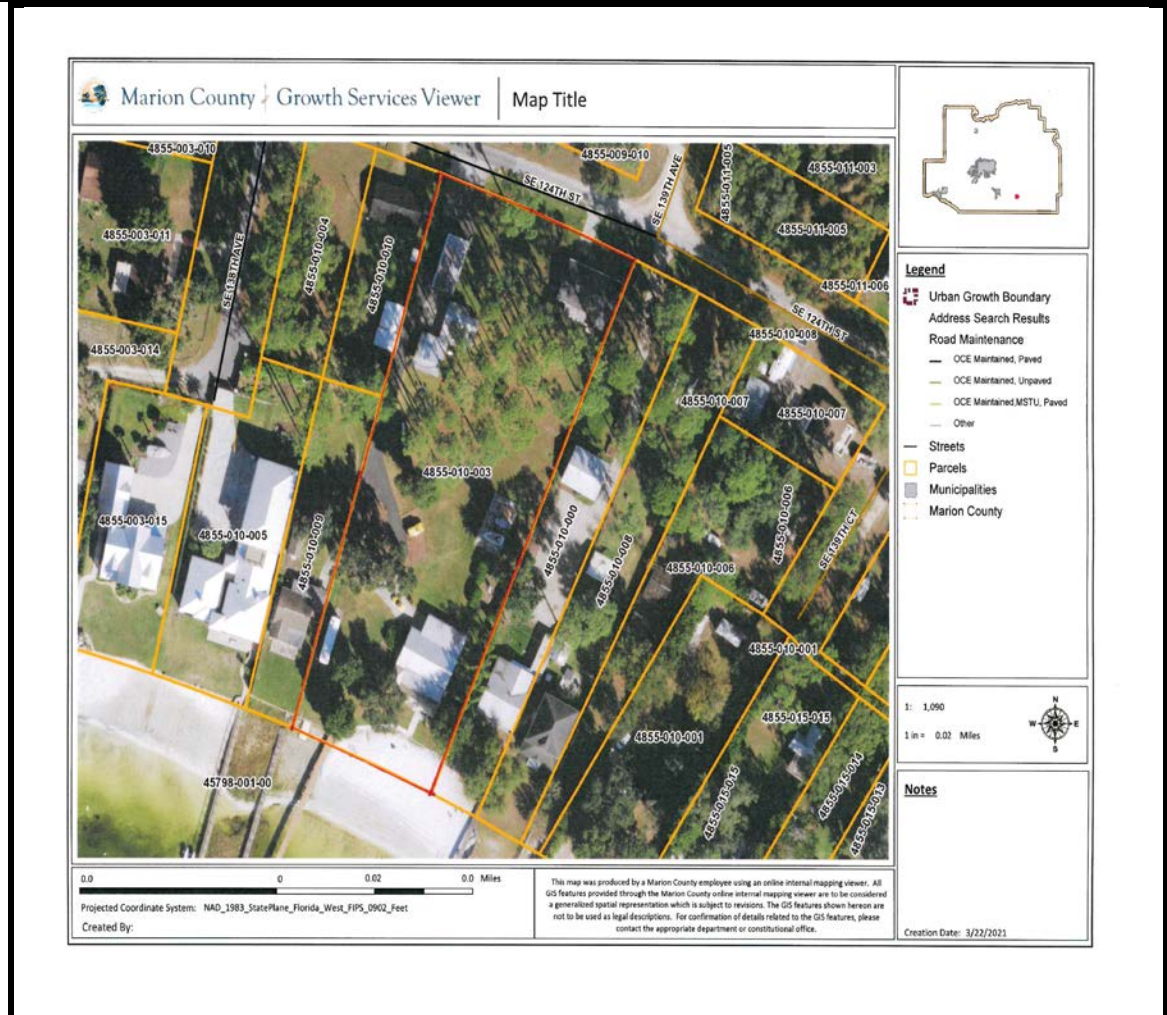 Marion County Growth Services Viewer
Map Title
4855-003-010
4855-009-010
4855-011-005
4855-011-003
SE 124TH ST
SE 139TH AVE
4855-003-011
SE 138TH AVE
4855-010-004
4855-010-010
4855-011-005
4855-011-006
SE 124TH ST
4855-010-008
4855-003-014
4855-010-007
4855-010-007
4855-010-003
4855-003-015
4855-010-005
4855-010-009
4855-010-000
4855-010-008
4855-010-006
4855-010-006
SE 139TH CT
4855-010-001
4855-015-015
4855-010-001
45798-001-00
4855-015-015
4855-015-014
4855-015-013
Legend
Urban Growth Boundary
Address Search Results
Road Maintenance
OCE Maintained, Paved
OCE Maintained, Unpaved
OCE Maintained,MSTU, Paved
Other
Streets
Parcels
Municipalities
Marion County
1: 1,090
1 in = 0.02 Miles
N
W E
S
Notes
Creation Date: 3/22/2021
0.0 0 0.02 0.0 Miles
Projected Coordinate System: NAD_1983_StatePlane_Florida_West_FIPS_0902_Feet
Created By:
This map was produced by a Marion County employee using an online internal mapping viewer. All
GIS features provided through the Marion County online internal mapping viewer are to be considered
a generalized spatial representation which is subject to revisions. The GIS features shown hereon are
not to be used as legal descriptions. For confirmation of details related to the GIS features, please
contact the appropriate department or constitutional office.